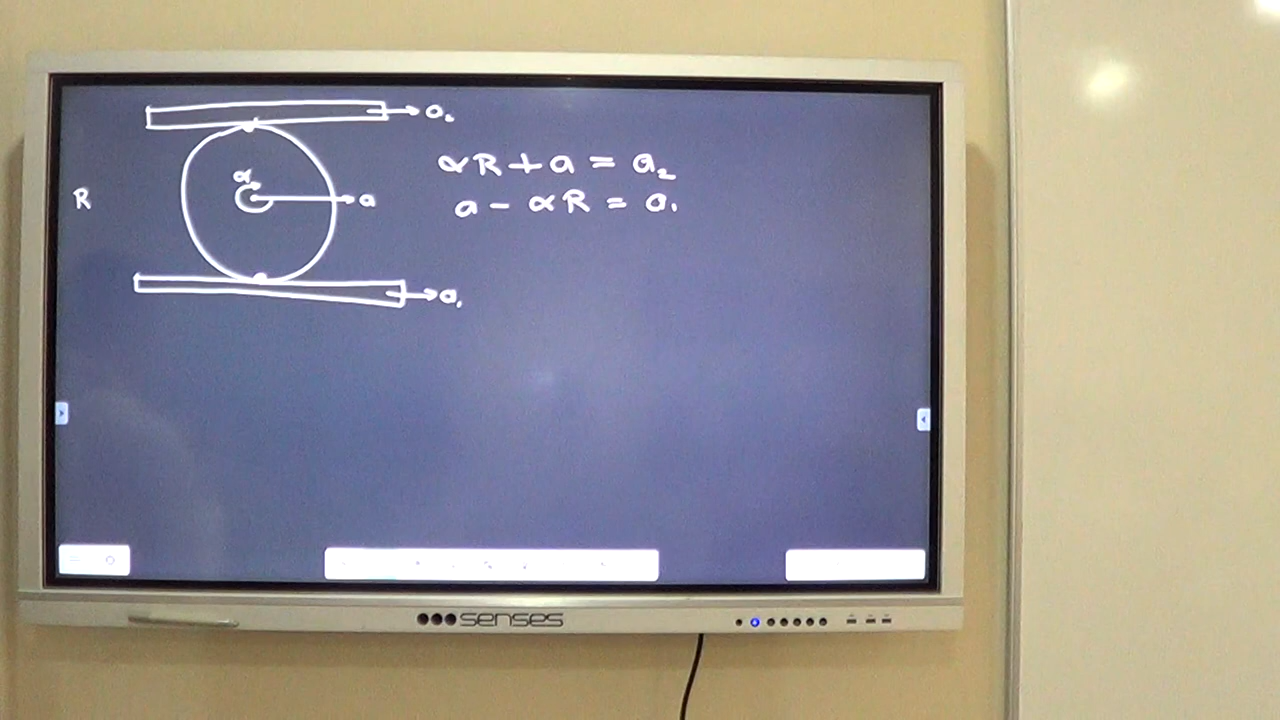 a₂
αR + a = a₂
α
R
a
a - αR = a₁
a₁
senses